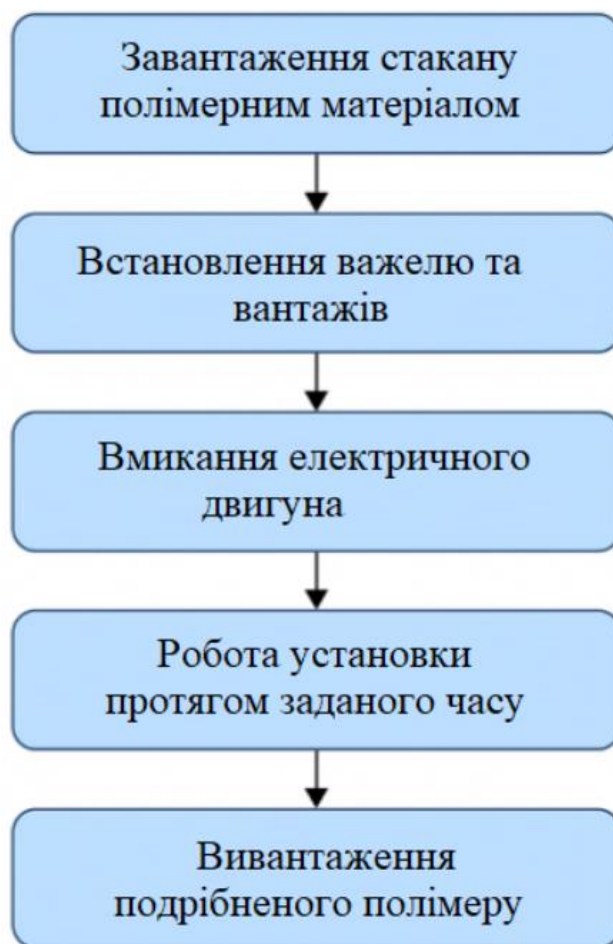 Завантаження стакану
полімерним матеріалом
Встановлення важелю та
вантажів
Вмикання електричного
двигуна
Робота установки
протягом заданого часу
Вивантаження
подрібненого полімеру